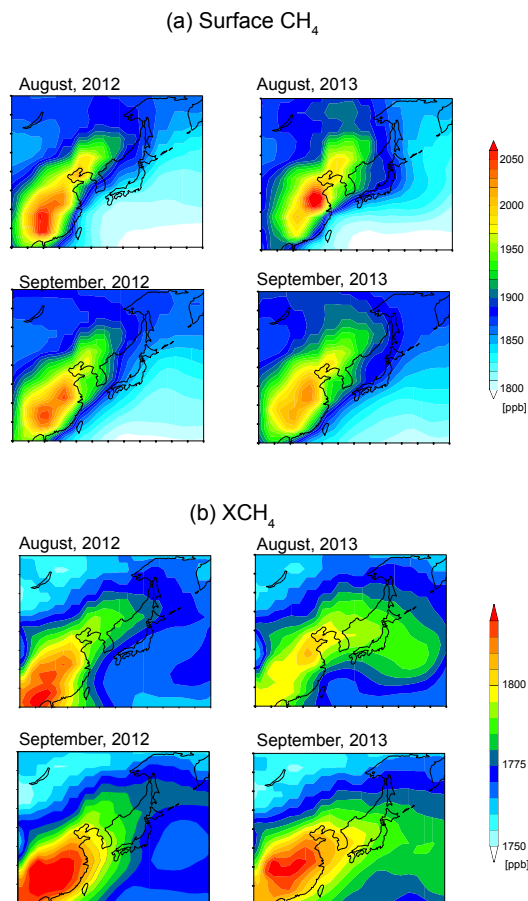 (a) Surface CH₄
August, 2012
August, 2013
September, 2012
September, 2013
2050
2000
1950
1900
1850
1800
[ppb]
(b) XCH₄
August, 2012
August, 2013
September, 2012
September, 2013
1800
1775
1750
[ppb]